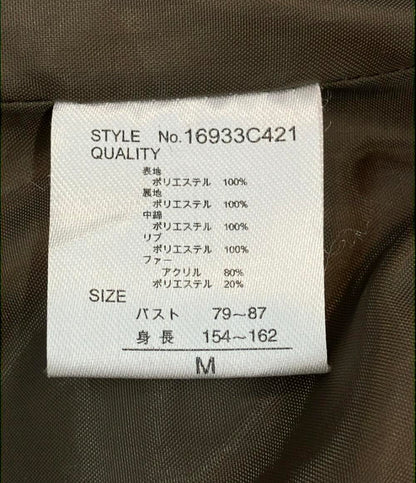 STYLE No.16933C421
QUALITY
表地
ポリエステル 100%
裏地
ポリエステル 100%
中綿
ポリエスチル 100%
リブ
ポリエステル 100%
ファー
アクリル 80%
ポリエステル 20%
SIZE
バスト 79~87
身長 154~162
M